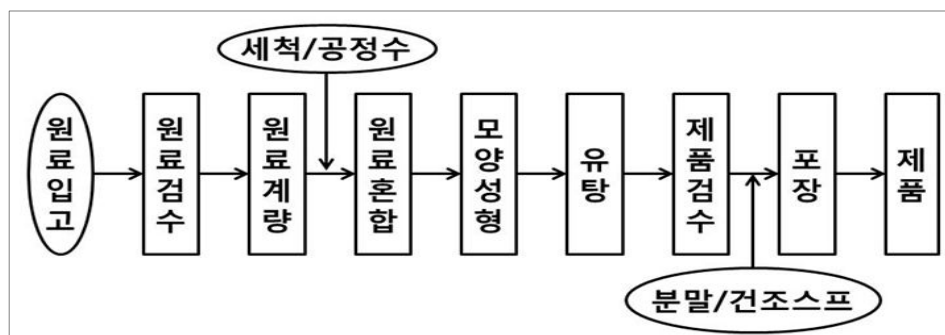 세척/공정수
원료입고
원료검수
원료계량
원료혼합
모양성형
유탕
제품검수
포장
제품
분말/건조스프